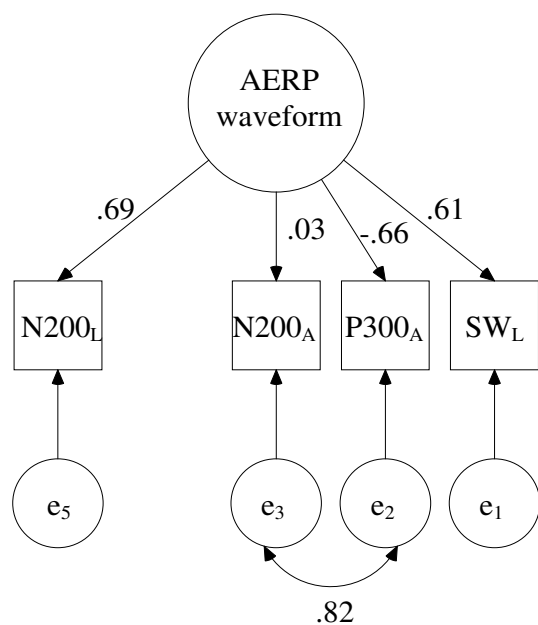 AERP
waveform
.69
.03
-.66
.61
N200L
N200A
P300A
SWL
e5
e3
e2
e1
.82